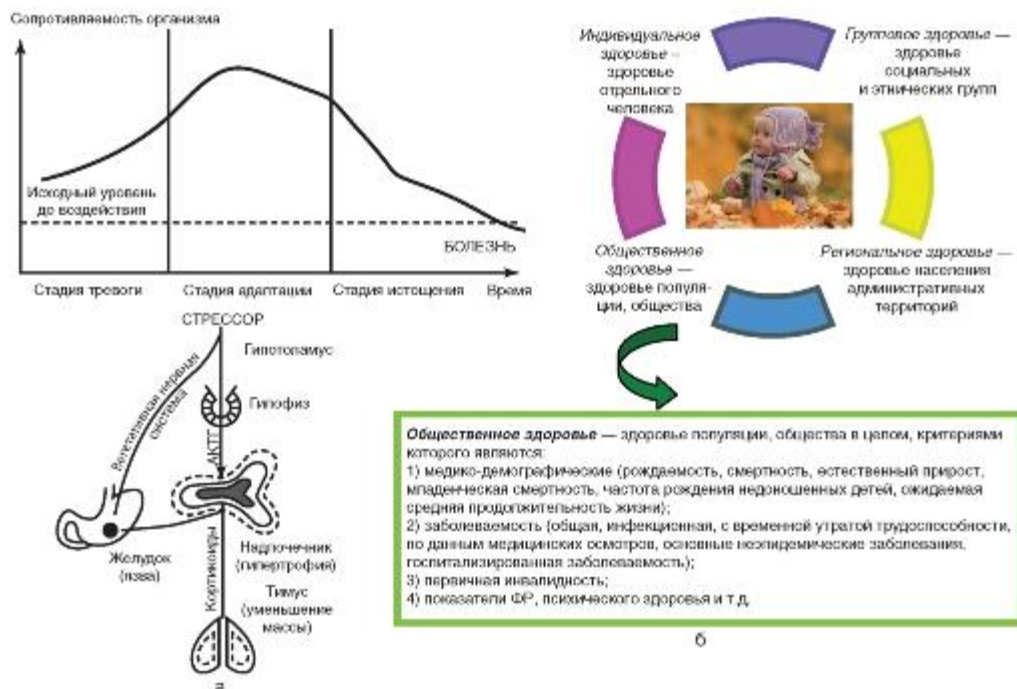 Сопротивляемость организма
Исходный уровень
до воздействия
БОЛЕЗНЬ
Стадия тревоги
Стадия адаптации
Стадия истощения
Время
СТРЕССОР
Гипоталамус
Вегетативная нервная
система
Гипофиз
АКТГ
Желудок
(язва)
Надпочечник
(гипертрофия)
Кортикоиды
Тимус
(уменьшение
массы)
а
Индивидуальное
здоровье –
здоровье
отдельного
человека
Групповое здоровье —
здоровье
социальных
и этнических групп
Общественное
здоровье —
здоровье популя-
ции, общества
Региональное здоровье —
здоровье населения
административных
территорий
Общественное здоровье — здоровье популяции, общества в целом, критериями
которого являются:
1) медико-демографические (рождаемость, смертность, естественный прирост,
младенческая смертность, частота рождения недоношенных детей, ожидаемая
средняя продолжительность жизни);
2) заболеваемость (общая, инфекционная, с временной утратой трудоспособности,
по данным медицинских осмотров, основные неэпидемические заболевания,
госпитализированная заболеваемость);
3) первичная инвалидность;
4) показатели ФР, психического здоровья и т.д.
б